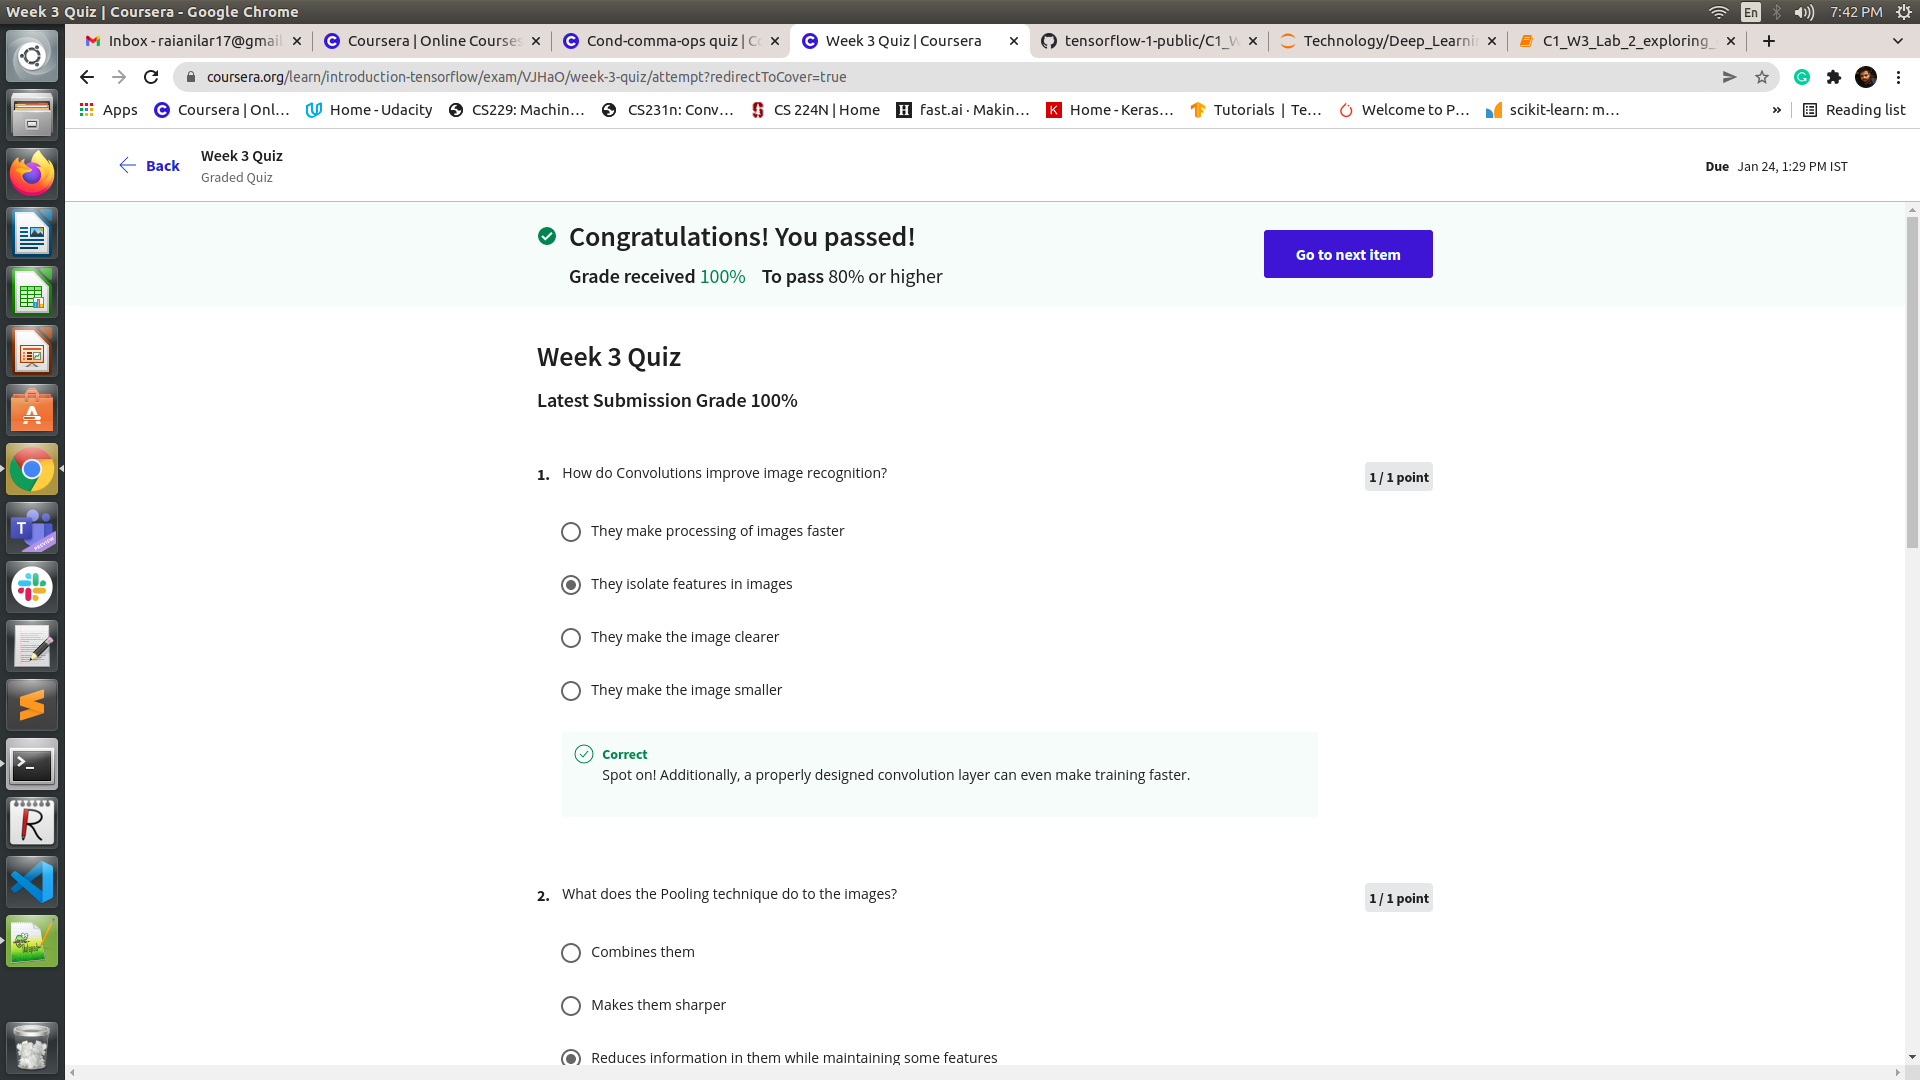 Week 3 Quiz | Coursera - Google Chrome
En
7:42 PM
Inbox - raianilar17@gmail
Coursera | Online Courses
Cond-comma-ops quiz | Co
Week 3 Quiz | Coursera
tensorflow-1-public/C1_W
Technology/Deep_Learnin
C1_W3_Lab_2_exploring_
coursera.org/learn/introduction-tensorflow/exam/VJHaO/week-3-quiz/attempt?redirectToCover=true
Apps
Coursera | Onl...
Home - Udacity
CS229: Machin...
CS231n: Conv...
CS 224N | Home
fast.ai · Makin...
Home - Keras...
Tutorials | Te...
Welcome to P...
scikit-learn: m...
»
Reading list
Back
Week 3 Quiz
Graded Quiz
Due Jan 24, 1:29 PM IST
Congratulations! You passed!
Grade received 100% To pass 80% or higher
Go to next item
Week 3 Quiz
Latest Submission Grade 100%
1. How do Convolutions improve image recognition?
1 / 1 point
They make processing of images faster
They isolate features in images
They make the image clearer
They make the image smaller
Correct
Spot on! Additionally, a properly designed convolution layer can even make training faster.
2. What does the Pooling technique do to the images?
1 / 1 point
Combines them
Makes them sharper
Reduces information in them while maintaining some features